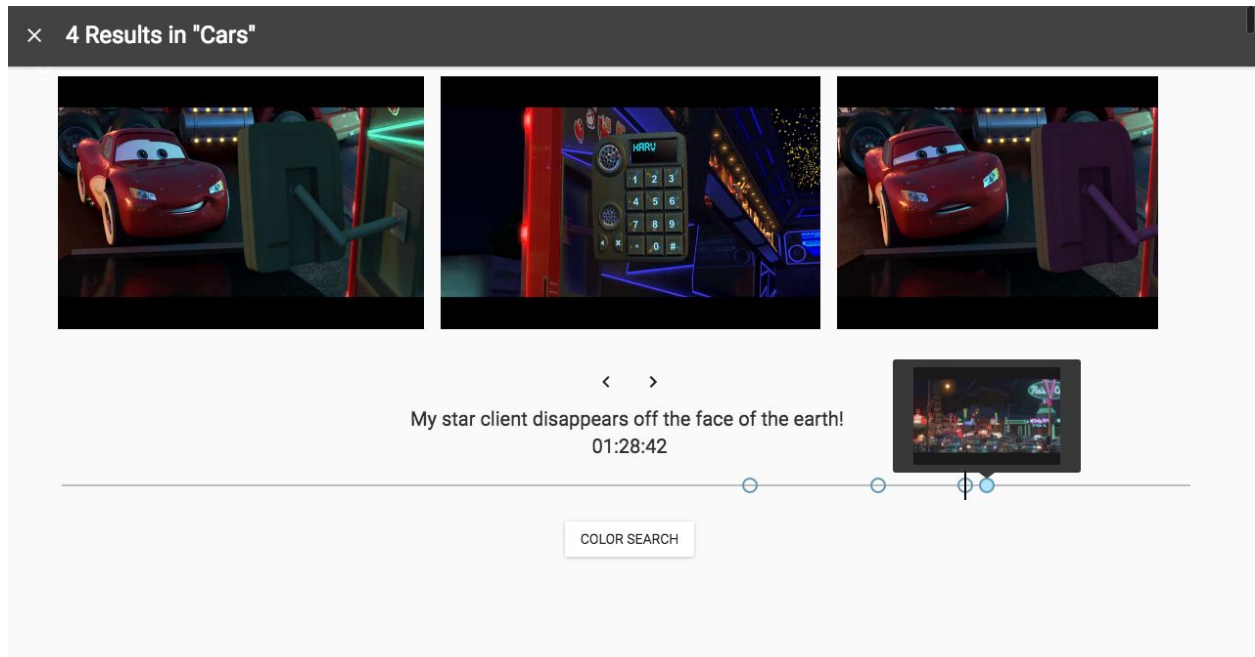 × 4 Results in "Cars"
HARV
1 2 3
4 5 6
7 8 9
* 0 #
My star client disappears off the face of the earth!
01:28:42
COLOR SEARCH